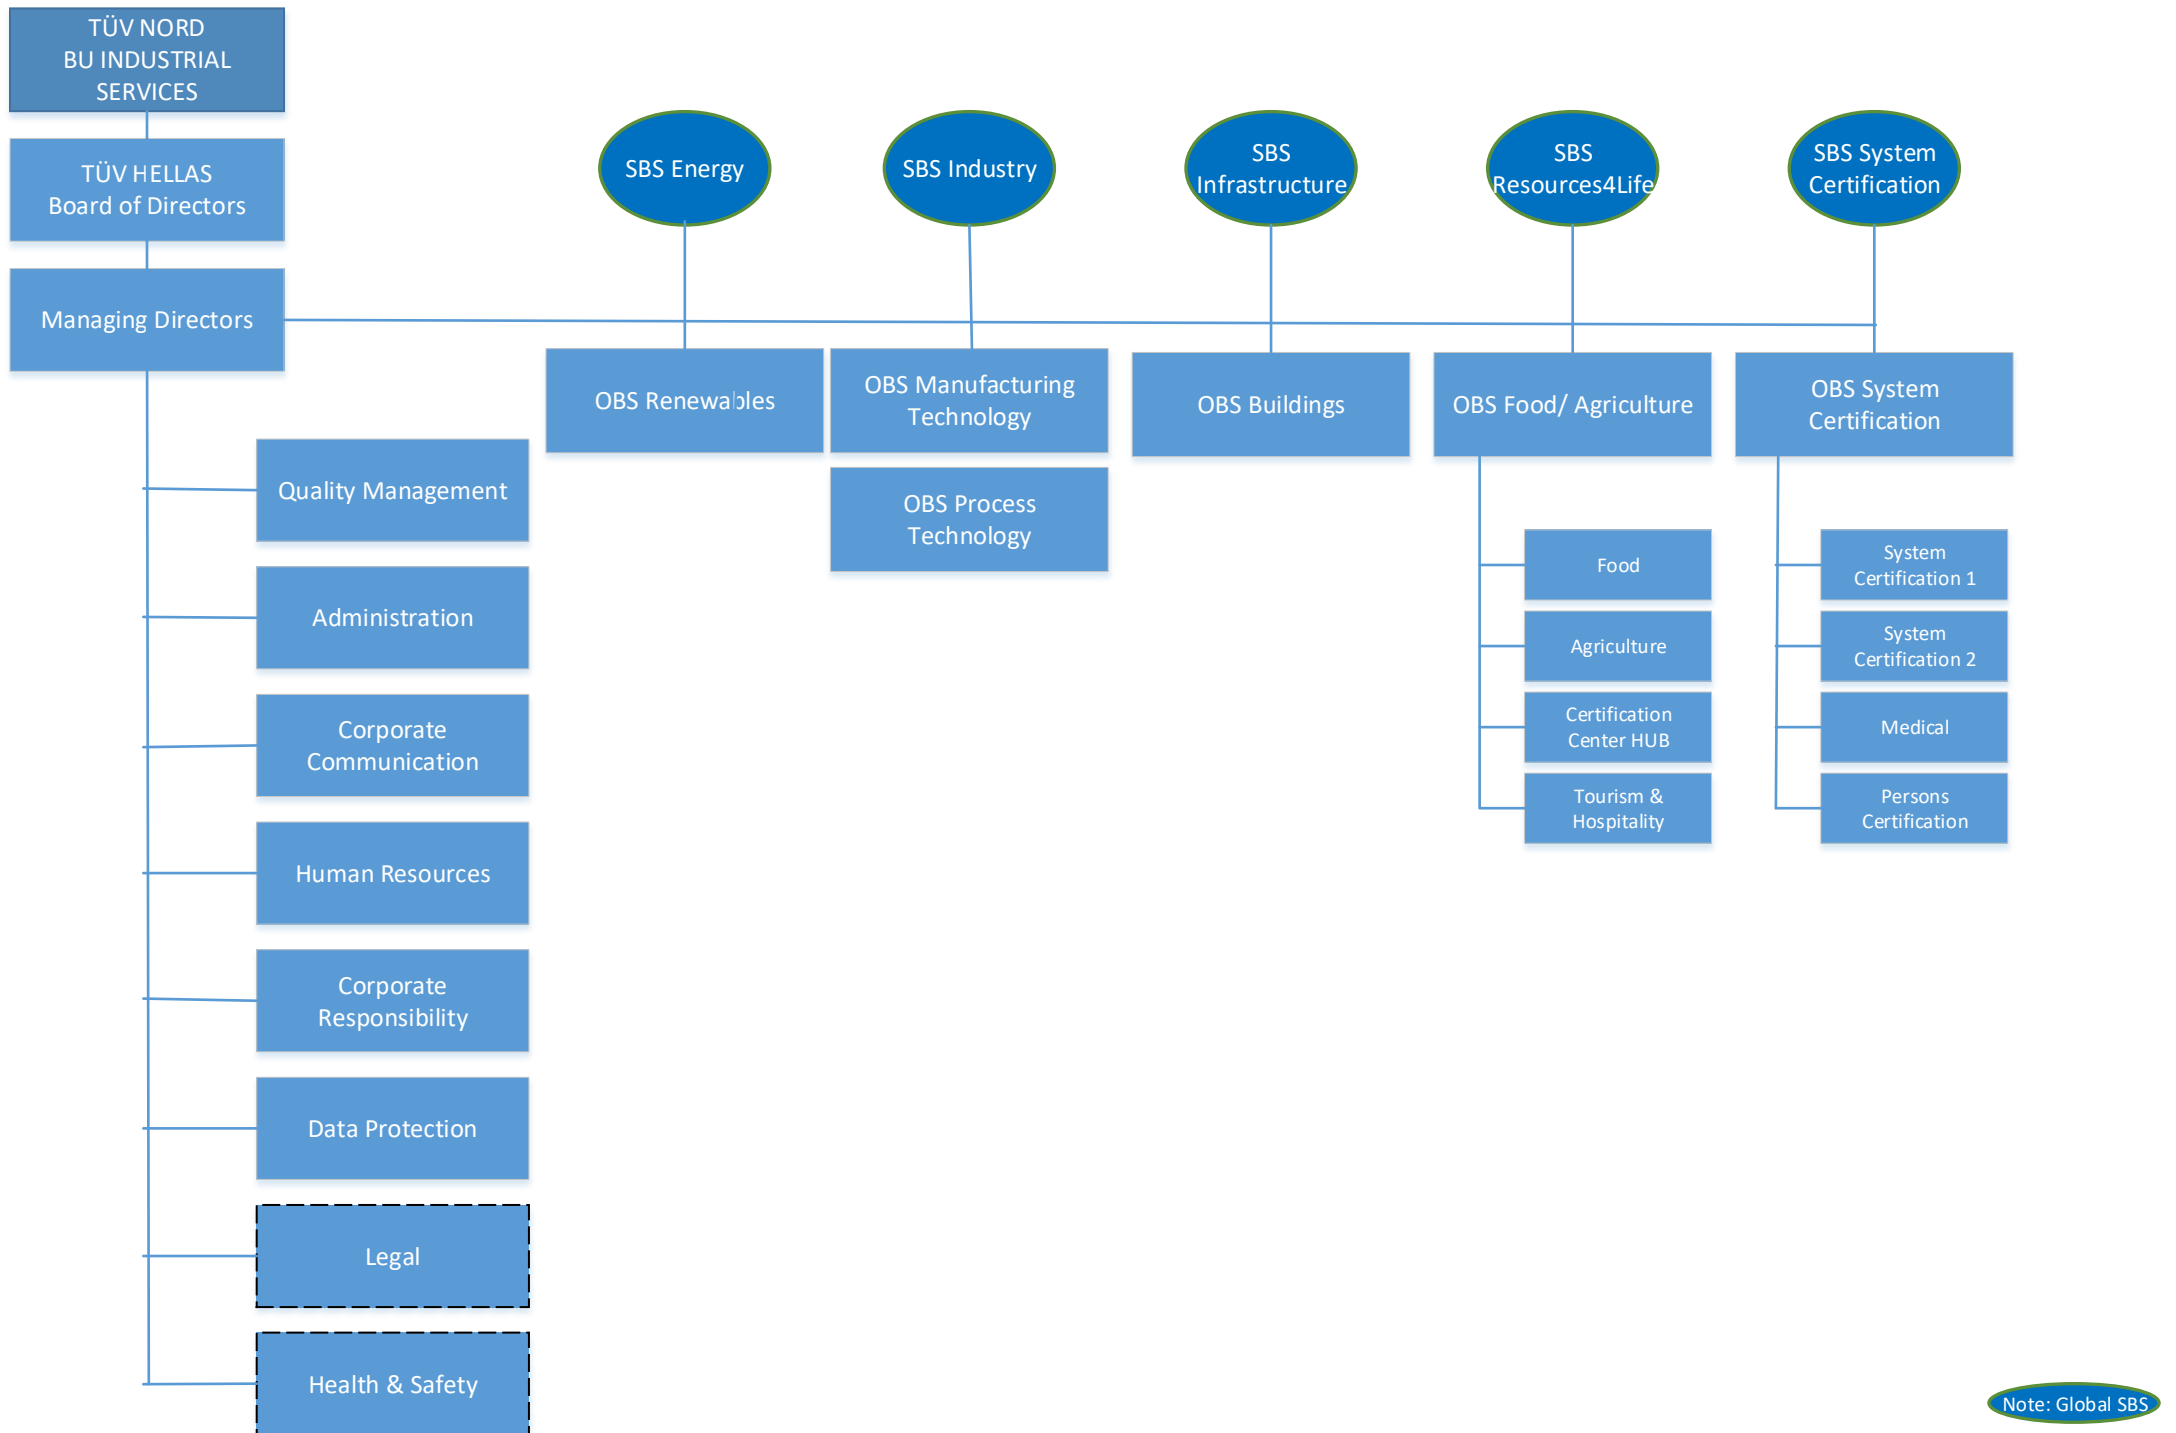 TÜV NORD
BU INDUSTRIAL
SERVICES
TÜV HELLAS
Board of Directors
Managing Directors
SBS Energy
SBS Industry
SBS
Infrastructure
SBS
Resources4Life
SBS System
Certification
OBS Renewables
OBS Manufacturing
Technology
OBS Process
Technology
OBS Buildings
OBS Food/ Agriculture
OBS System
Certification
Food
Agriculture
Certification
Center HUB
Tourism &
Hospitality
System
Certification 1
System
Certification 2
Medical
Persons
Certification
Quality Management
Administration
Corporate
Communication
Human Resources
Corporate
Responsibility
Data Protection
Legal
Health & Safety
Note: Global SBS